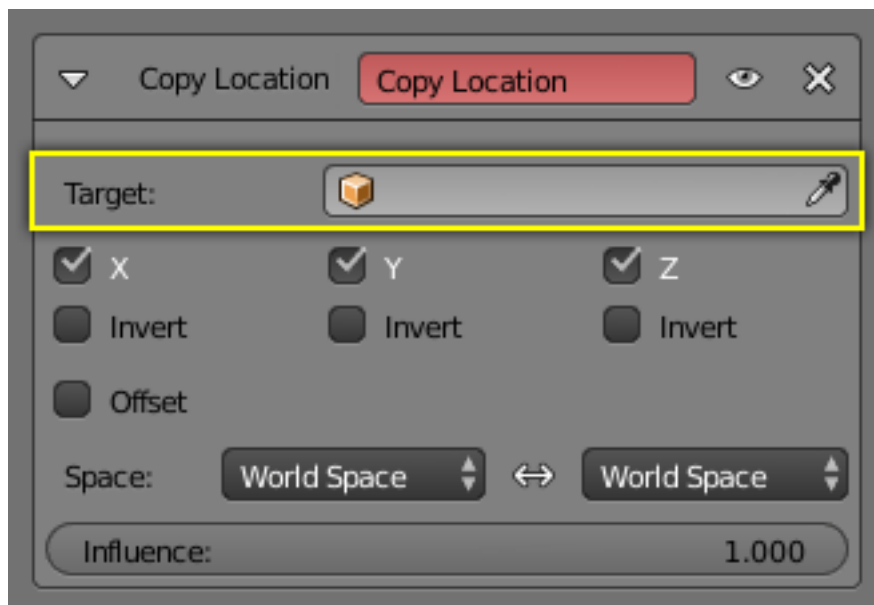 Copy Location Copy Location
Target:
X Y Z
Invert Invert Invert
Offset
Space: World Space World Space
Influence: 1.000